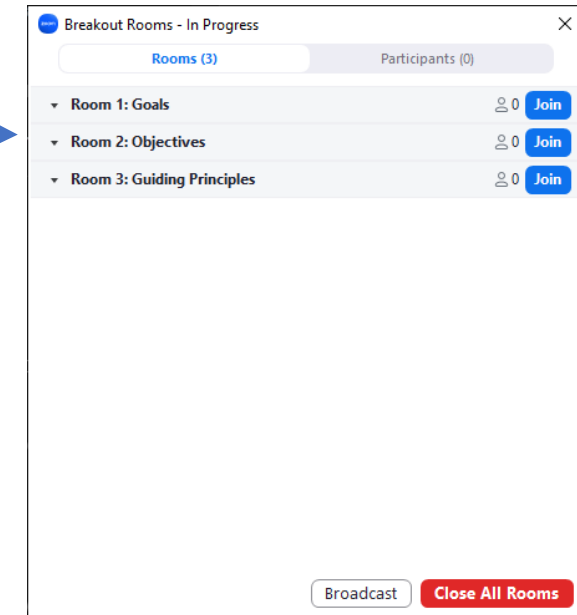 zoom
Breakout Rooms - In Progress
Rooms (3)
Participants (0)
Room 1: Goals 0 Join
Room 2: Objectives 0 Join
Room 3: Guiding Principles 0 Join
Broadcast Close All Rooms